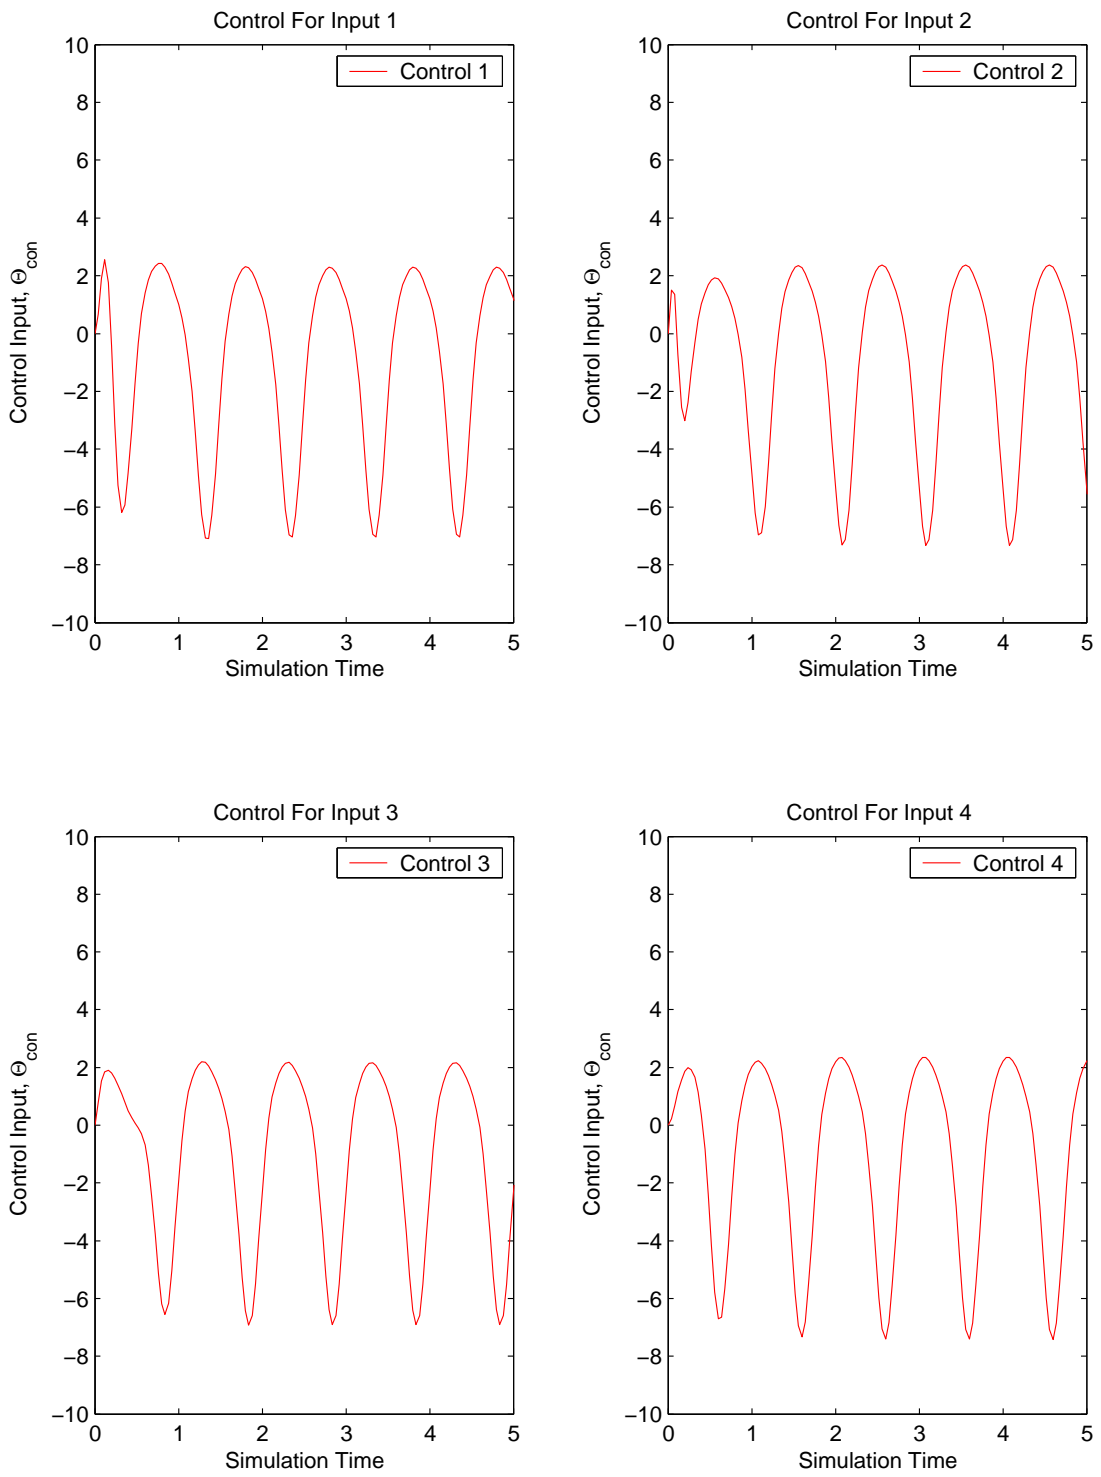 Control For Input 1
10
8
6
4
2
0
−2
−4
−6
−8
−10
0 1 2 3 4 5
Simulation Time
Control Input, Θcon
Control 1
Control For Input 2
10
8
6
4
2
0
−2
−4
−6
−8
−10
0 1 2 3 4 5
Simulation Time
Control Input, Θcon
Control 2
Control For Input 3
10
8
6
4
2
0
−2
−4
−6
−8
−10
0 1 2 3 4 5
Simulation Time
Control Input, Θcon
Control 3
Control For Input 4
10
8
6
4
2
0
−2
−4
−6
−8
−10
0 1 2 3 4 5
Simulation Time
Control Input, Θcon
Control 4